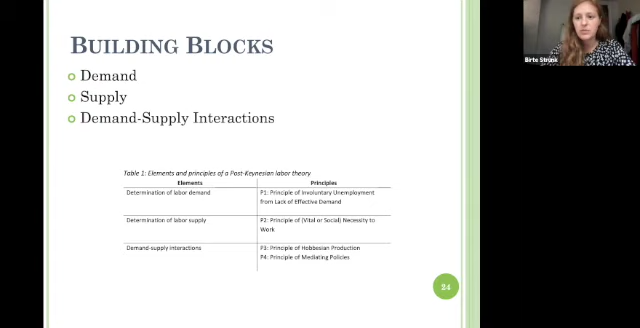 BUILDING BLOCKS
Demand
Supply
Demand-Supply Interactions
Table 1: Elements and principles of a Post-Keynesian labor theory
Elements Principles
Determination of labor demand P1: Principle of Involuntary Unemployment
from Lack of Effective Demand
Determination of labor supply P2: Principle of (Vital or Social) Necessity to
Work
Demand-supply interactions P3: Principle of Hobbesian Production
P4: Principle of Mediating Policies
24
Birte Strunk